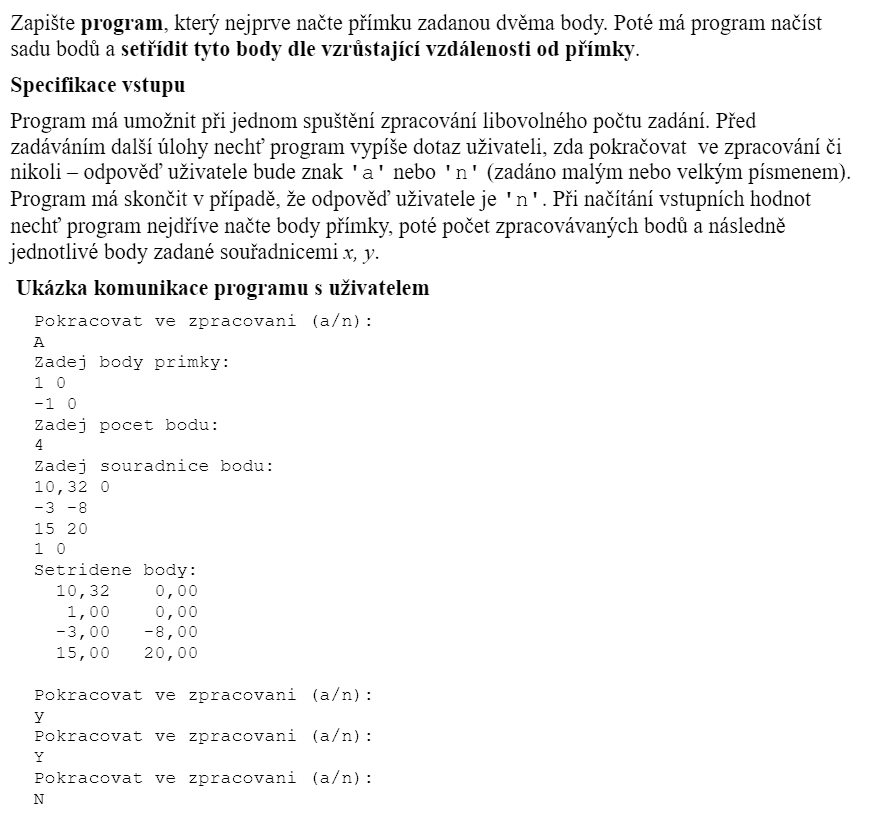 Zapište program, který nejprve načte přímku zadanou dvěma body. Poté má program načíst
sadu bodů a setřídit tyto body dle vzrůstající vzdálenosti od přímky.
Specifikace vstupu
Program má umožnit při jednom spuštění zpracování libovolného počtu zadání. Před
zadáváním další úlohy nechť program vypíše dotaz uživateli, zda pokračovat ve zpracování či
nikoli – odpověď uživatele bude znak 'a' nebo 'n' (zadáno malým nebo velkým písmenem).
Program má skončit v případě, že odpověď uživatele je 'n'. Při načítání vstupních hodnot
nechť program nejdříve načte body přímky, poté počet zpracovávaných bodů a následně
jednotlivé body zadané souřadnicemi x, y.
Ukázka komunikace programu s uživatelem
Pokracovat ve zpracovani (a/n):
A
Zadej body primky:
1 0
-1 0
Zadej pocet bodu:
4
Zadej souradnice bodu:
10,32 0
-3 -8
15 20
1 0
Setridene body:
10,32 0,00
1,00 0,00
-3,00 -8,00
15,00 20,00
Pokracovat ve zpracovani (a/n):
y
Pokracovat ve zpracovani (a/n):
Y
Pokracovat ve zpracovani (a/n):
N